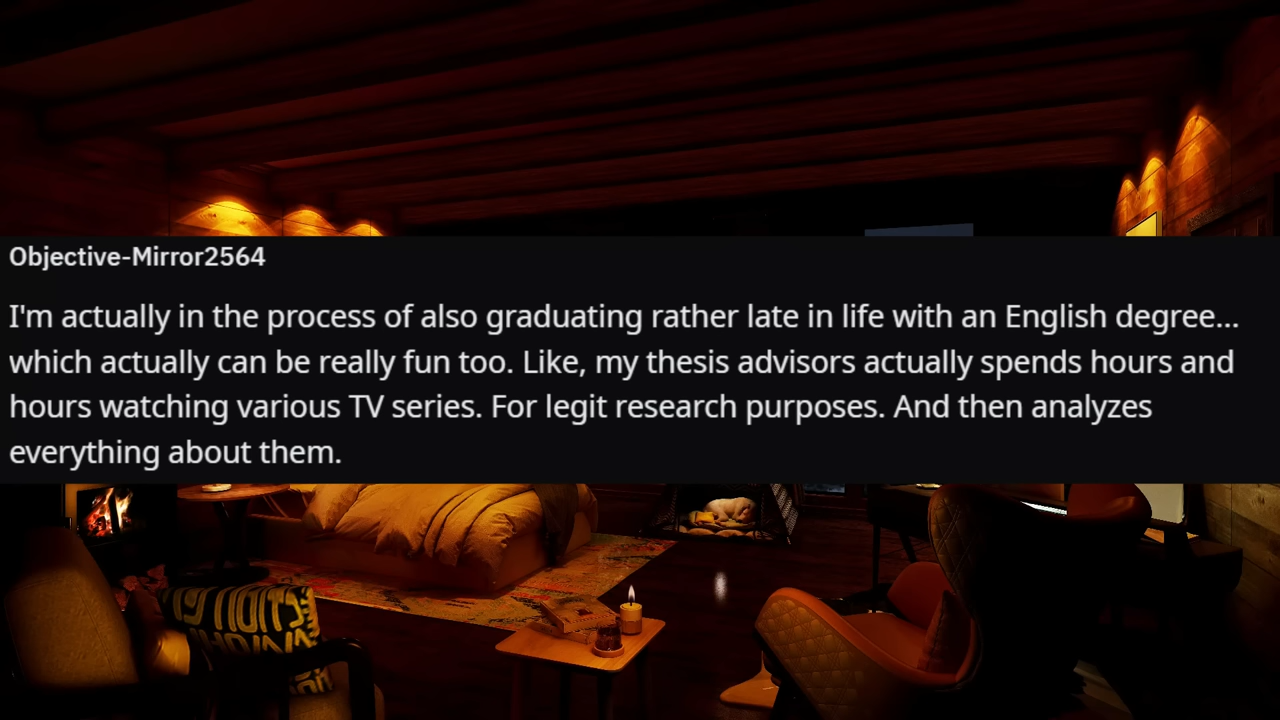 Objective-Mirror2564
I'm actually in the process of also graduating rather late in life with an English degree...
which actually can be really fun too. Like, my thesis advisors actually spends hours and
hours watching various TV series. For legit research purposes. And then analyzes
everything about them.